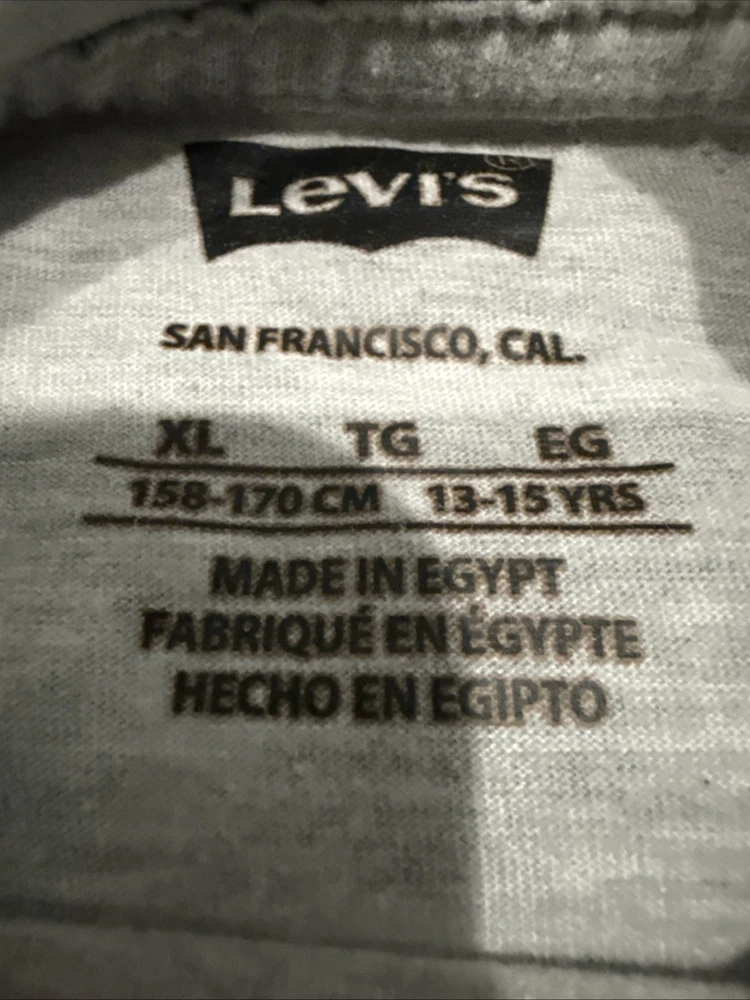 Levi's ®
SAN FRANCISCO, CAL.
XL TG EG
158-170 CM 13-15 YRS
MADE IN EGYPT
FABRIQUÉ EN ÉGYPTE
HECHO EN EGIPTO